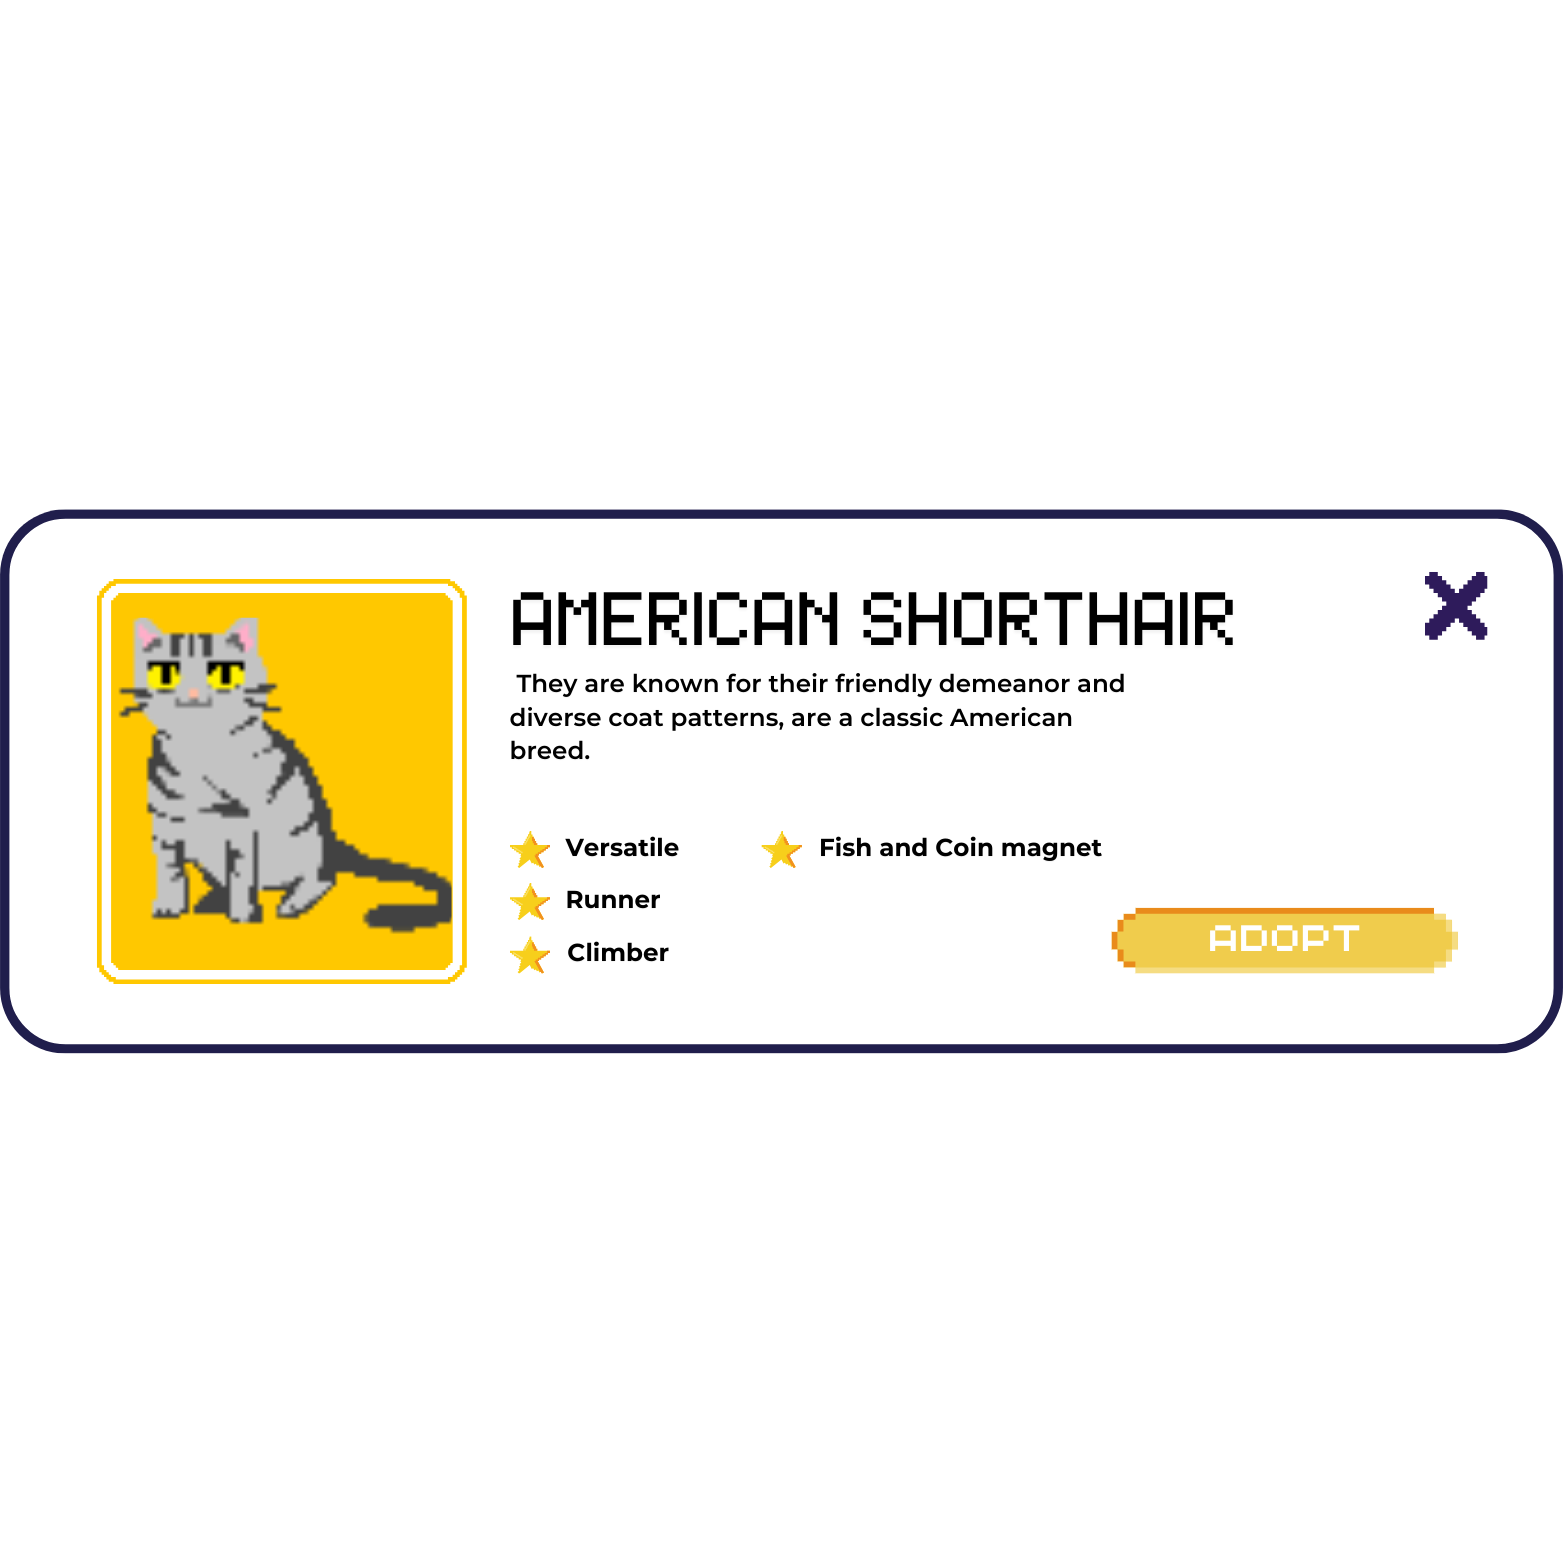 AMERICAN SHORTHAIR
They are known for their friendly demeanor and
diverse coat patterns, are a classic American
breed.
Versatile
Fish and Coin magnet
Runner
Climber
ADOPT